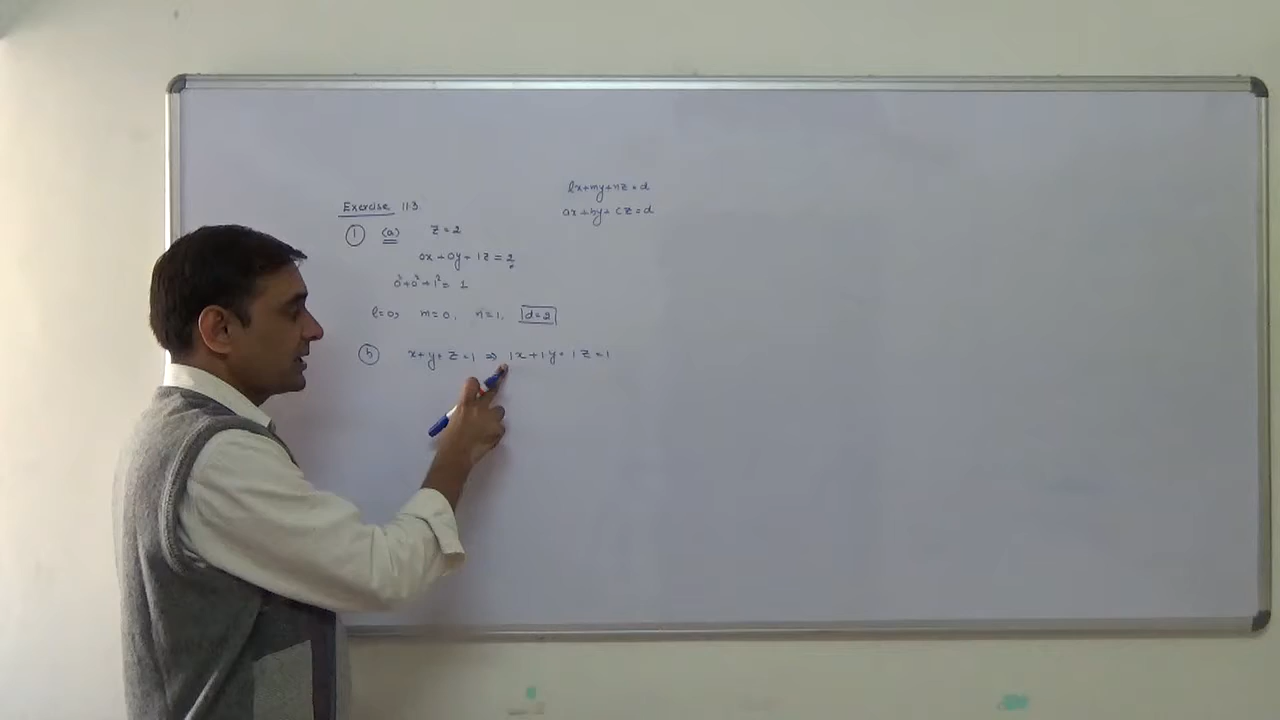 lx+my+nz=d
ax+by+cz=d
Exercise 11.3
① (a) z=2
0x+0y+1z=2
0²+0²+1²=1
l=0, m=0, n=1, d=2
(b) x+y+z=1 ⇒ 1x+1y+1z=1